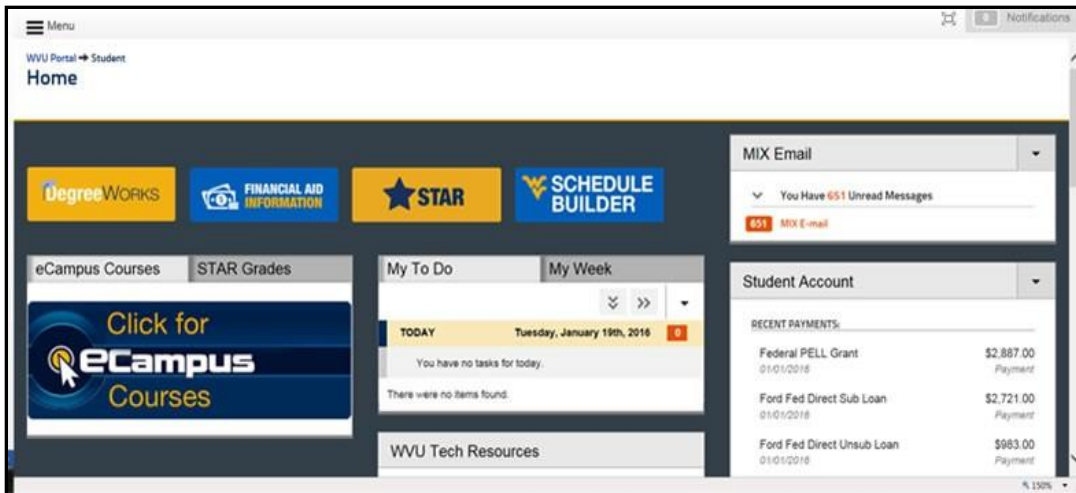 Menu
0 Notifications
WVU Portal → Student
Home
DegreeWORKS
FINANCIAL AID
INFORMATION
STAR
SCHEDULE
BUILDER
eCampus Courses STAR Grades
Click for
eCampus
Courses
My To Do My Week
TODAY Tuesday, January 19th, 2016 0
You have no tasks for today.
There were no items found.
WVU Tech Resources
MIX Email
You Have 651 Unread Messages
651 MIX E-mail
Student Account
RECENT PAYMENTS:
Federal PELL Grant $2,887.00
01/01/2016 Payment
Ford Fed Direct Sub Loan $2,721.00
01/01/2016 Payment
Ford Fed Direct Unsub Loan $983.00
01/01/2016 Payment
150%